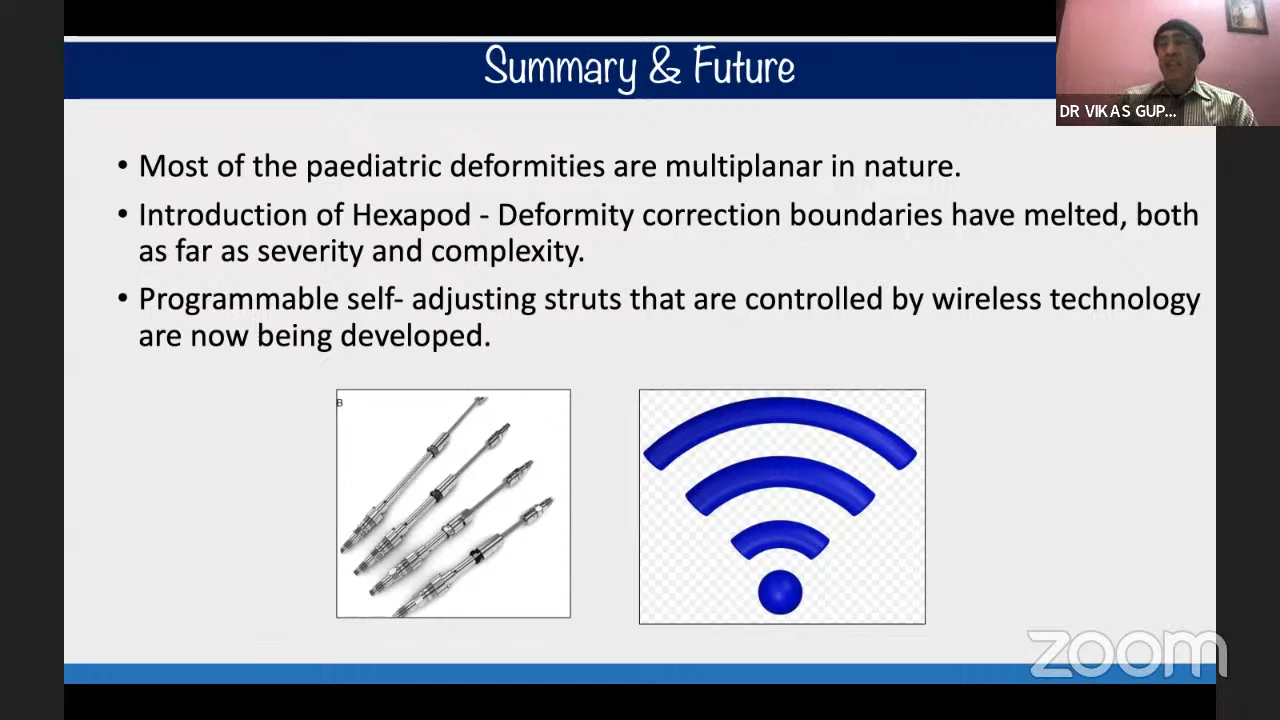 Summary & Future
DR VIKAS GUP...
• Most of the paediatric deformities are multiplanar in nature.
• Introduction of Hexapod - Deformity correction boundaries have melted, both
as far as severity and complexity.
• Programmable self- adjusting struts that are controlled by wireless technology
are now being developed.
B
zoom